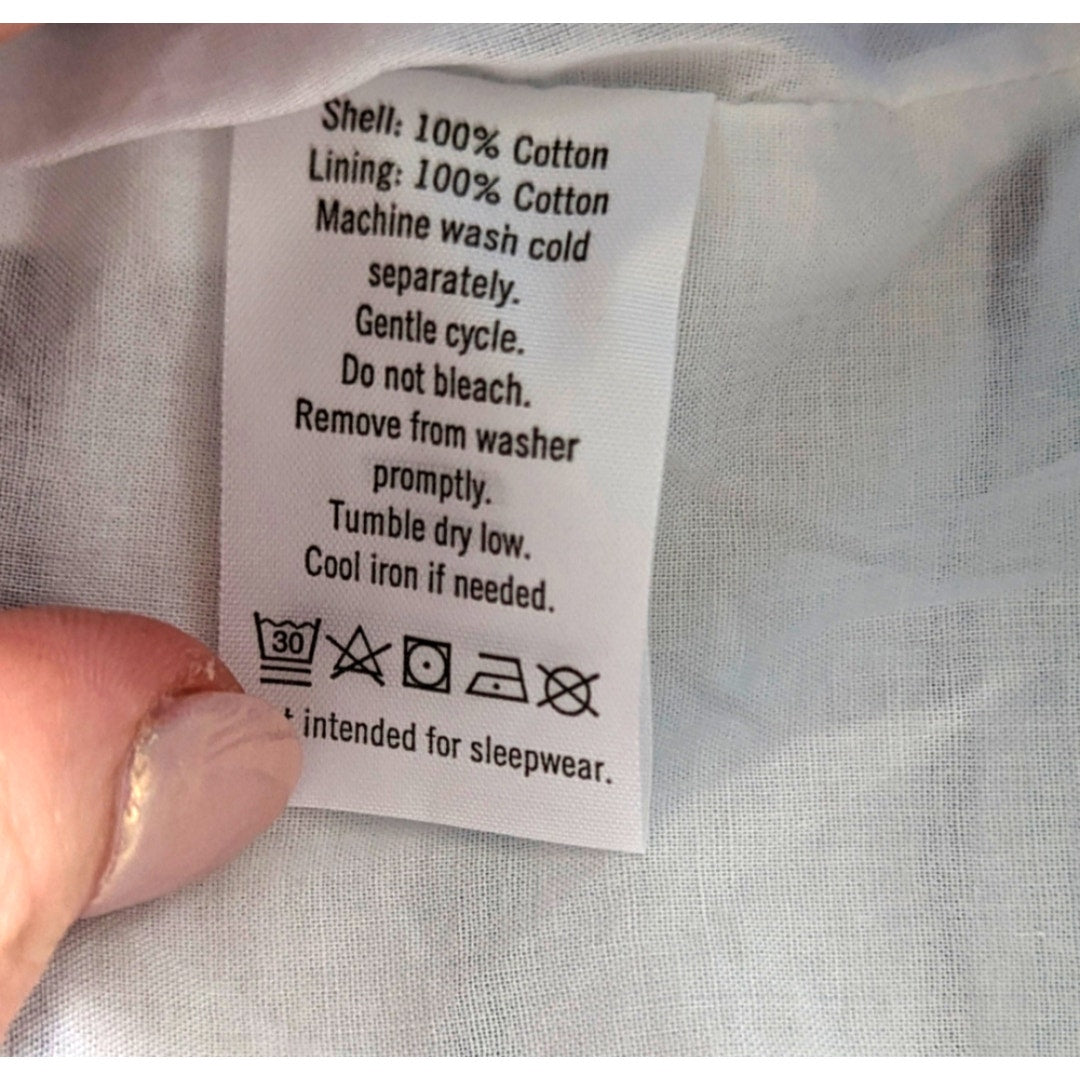 Shell: 100% Cotton
Lining: 100% Cotton
Machine wash cold
separately.
Gentle cycle.
Do not bleach.
Remove from washer
promptly.
Tumble dry low.
Cool iron if needed.
30
intended for sleepwear.